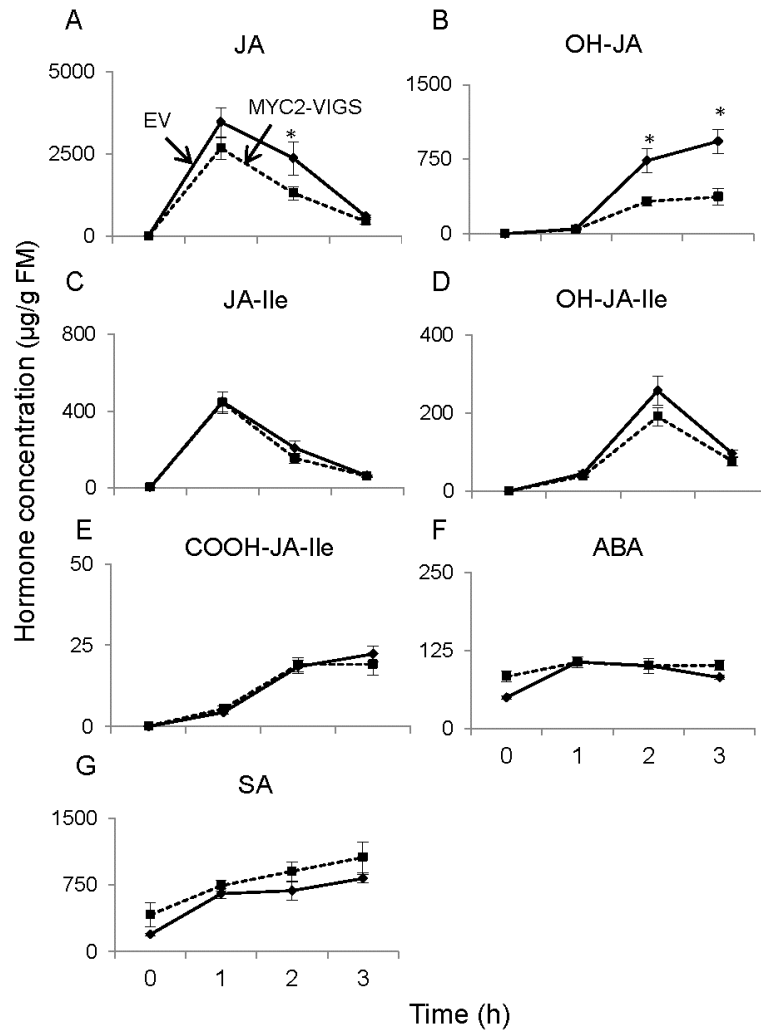 A
JA
5000
2500
0
EV
MYC2-VIGS
*
B
OH-JA
1500
750
0
*
*
C
JA-Ile
800
400
0
D
OH-JA-Ile
400
200
0
E
COOH-JA-Ile
50
25
0
F
ABA
250
125
0
0 1 2 3
G
SA
1500
750
0
0 1 2 3
Hormone concentration (µg/g FM)
Time (h)